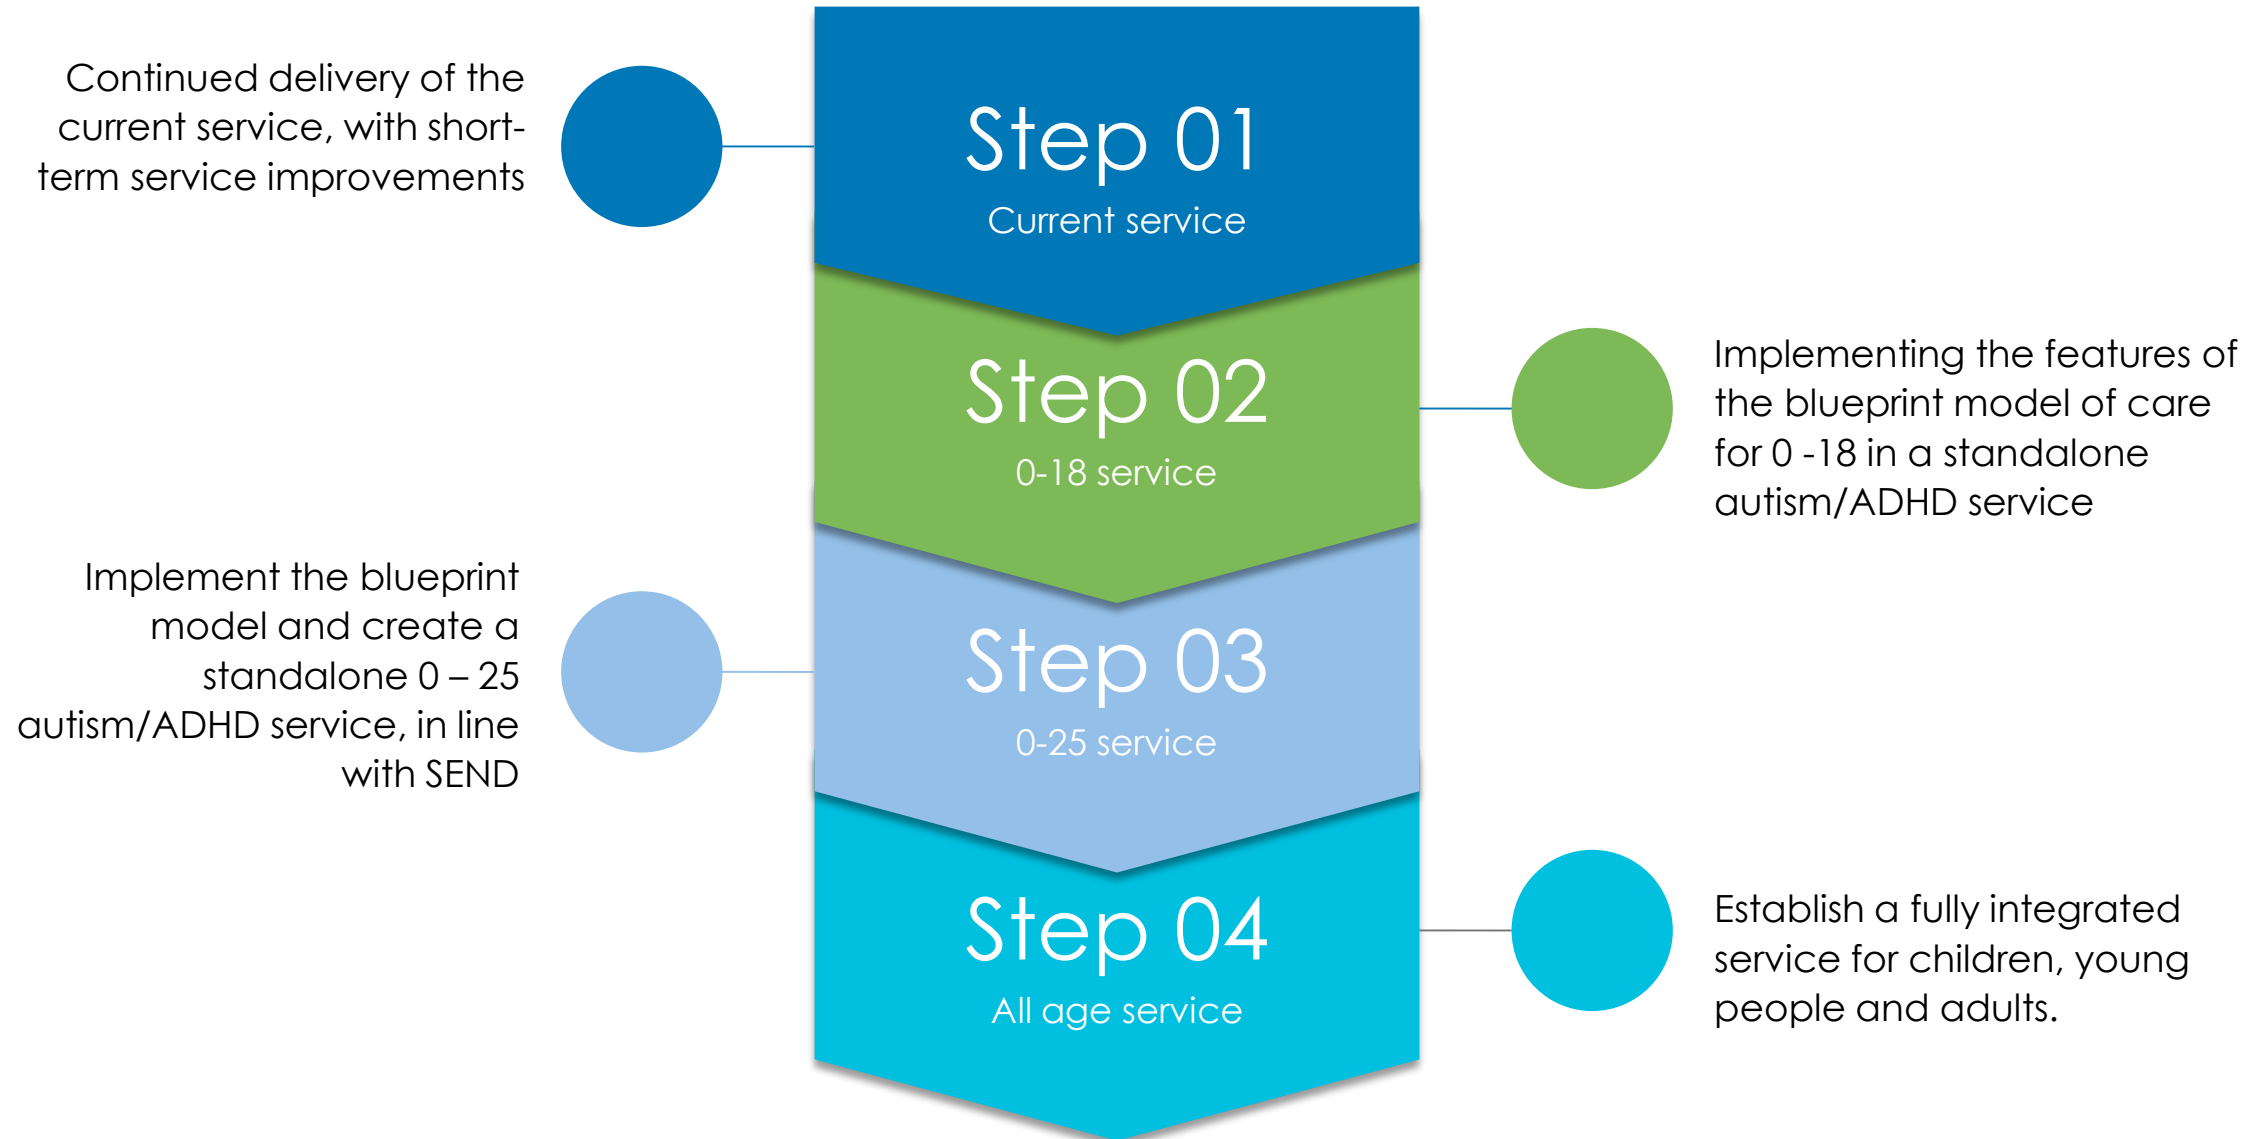 Continued delivery of the
current service, with short-
term service improvements
Step 01
Current service
Step 02
0-18 service
Implementing the features of
the blueprint model of care
for 0 -18 in a standalone
autism/ADHD service
Implement the blueprint
model and create a
standalone 0 – 25
autism/ADHD service, in line
with SEND
Step 03
0-25 service
Step 04
All age service
Establish a fully integrated
service for children, young
people and adults.